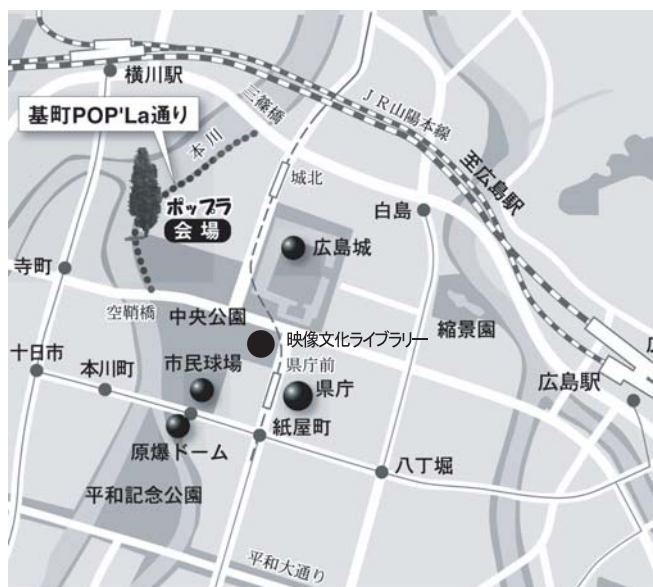 横川駅
三篠橋
JR山陽本線
基町POP'La通り
本川
至広島駅
城北
白島
ポップラ
会場
広島城
寺町
空鞘橋
中央公園
映像文化ライブラリー
縮景園
十日市
本川町
市民球場
県庁前
県庁
広島駅
広
紙屋町
原爆ドーム
八丁堀
平和記念公園
平和大通り